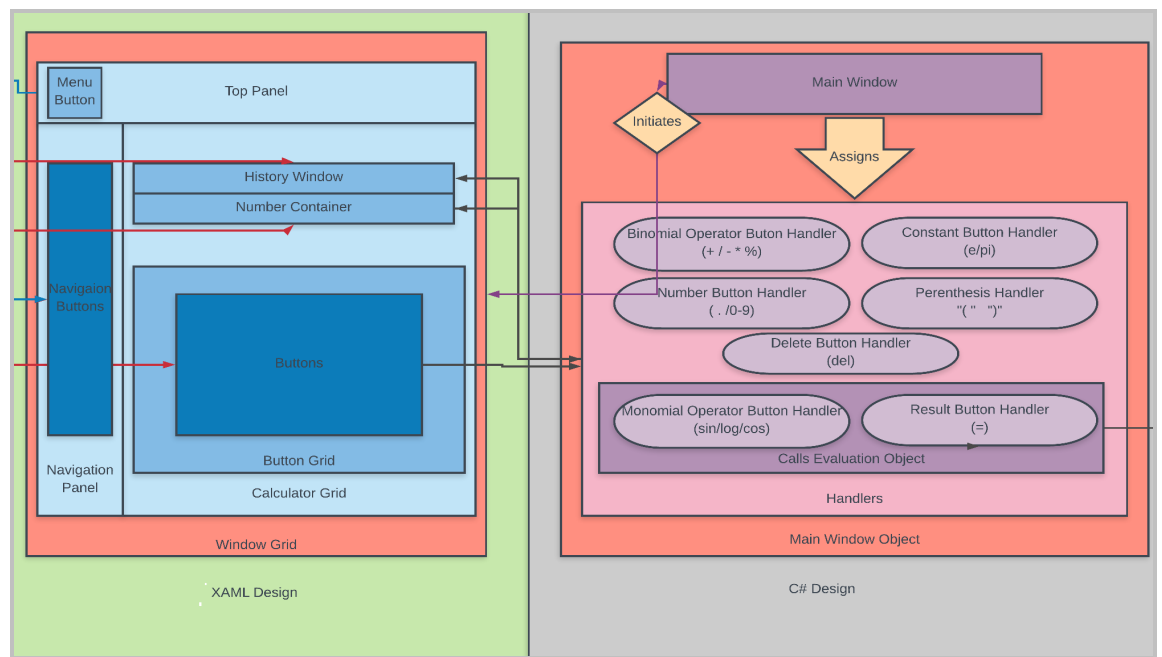 Menu
Button
Top Panel
History Window
Number Container
Navigaion
Buttons
Buttons
Button Grid
Navigation
Panel
Calculator Grid
Window Grid
XAML Design
Main Window
Initiates
Assigns
Binomial Operator Buton Handler
(+ / - * %)
Constant Button Handler
(e/pi)
Number Button Handler
( . /0-9)
Perenthesis Handler
"( "   ")"
Delete Button Handler
(del)
Monomial Operator Button Handler
(sin/log/cos)
Result Button Handler
(=)
Calls Evaluation Object
Handlers
Main Window Object
C# Design